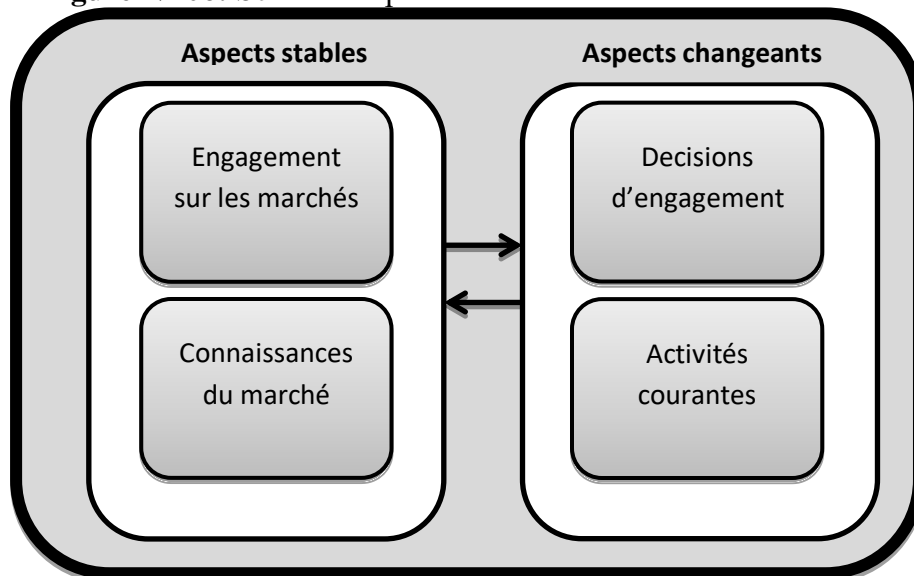 Aspects stables
Engagement
sur les marchés
Connaissances
du marché
Aspects changeants
Decisions
d’engagement
Activités
courantes